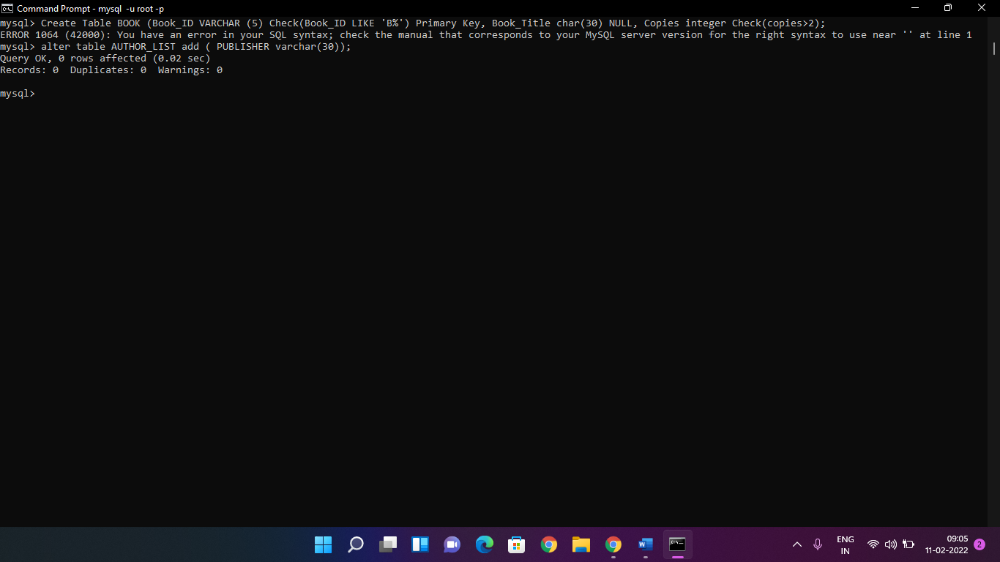 Command Prompt - mysql -u root -p
mysql> Create Table BOOK (Book_ID VARCHAR (5) Check(Book_ID LIKE 'B%') Primary Key, Book_Title char(30) NULL, Copies integer Check(copies>2);
ERROR 1064 (42000): You have an error in your SQL syntax; check the manual that corresponds to your MySQL server version for the right syntax to use near '' at line 1
mysql> alter table AUTHOR_LIST add ( PUBLISHER varchar(30));
Query OK, 0 rows affected (0.02 sec)
Records: 0  Duplicates: 0  Warnings: 0
mysql>
ENG
IN
09:05
11-02-2022
2